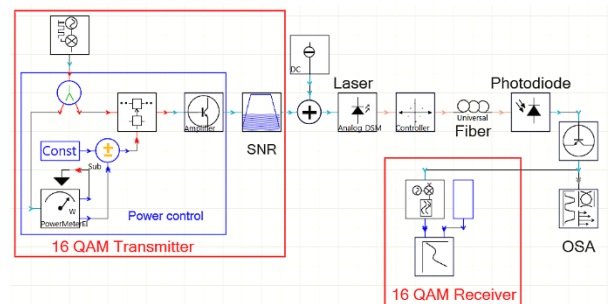 DC
Laser
Photodiode
Amplifier
SNR
Analog DSM
Controller
Universal
Fiber
Const
Sub
W
PowerMeterEl
Power control
16 QAM Transmitter
OSA
16 QAM Receiver